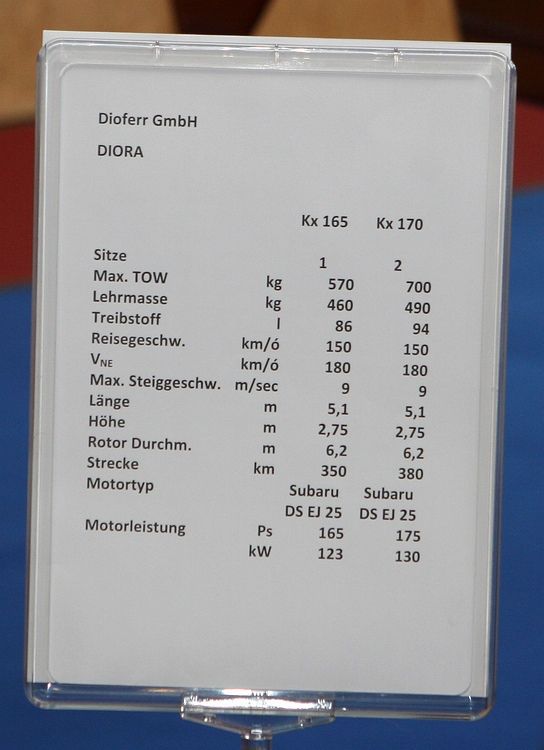 Dioferr GmbH
DIORA
Kx 165 Kx 170
Sitze 1 2
Max. TOW kg 570 700
Lehrmasse kg 460 490
Treibstoff l 86 94
Reisegeschw. km/ó 150 150
VNE km/ó 180 180
Max. Steiggeschw. m/sec 9 9
Länge m 5,1 5,1
Höhe m 2,75 2,75
Rotor Durchm. m 6,2 6,2
Strecke km 350 380
Motortyp Subaru Subaru
DS EJ 25 DS EJ 25
Motorleistung Ps 165 175
kW 123 130